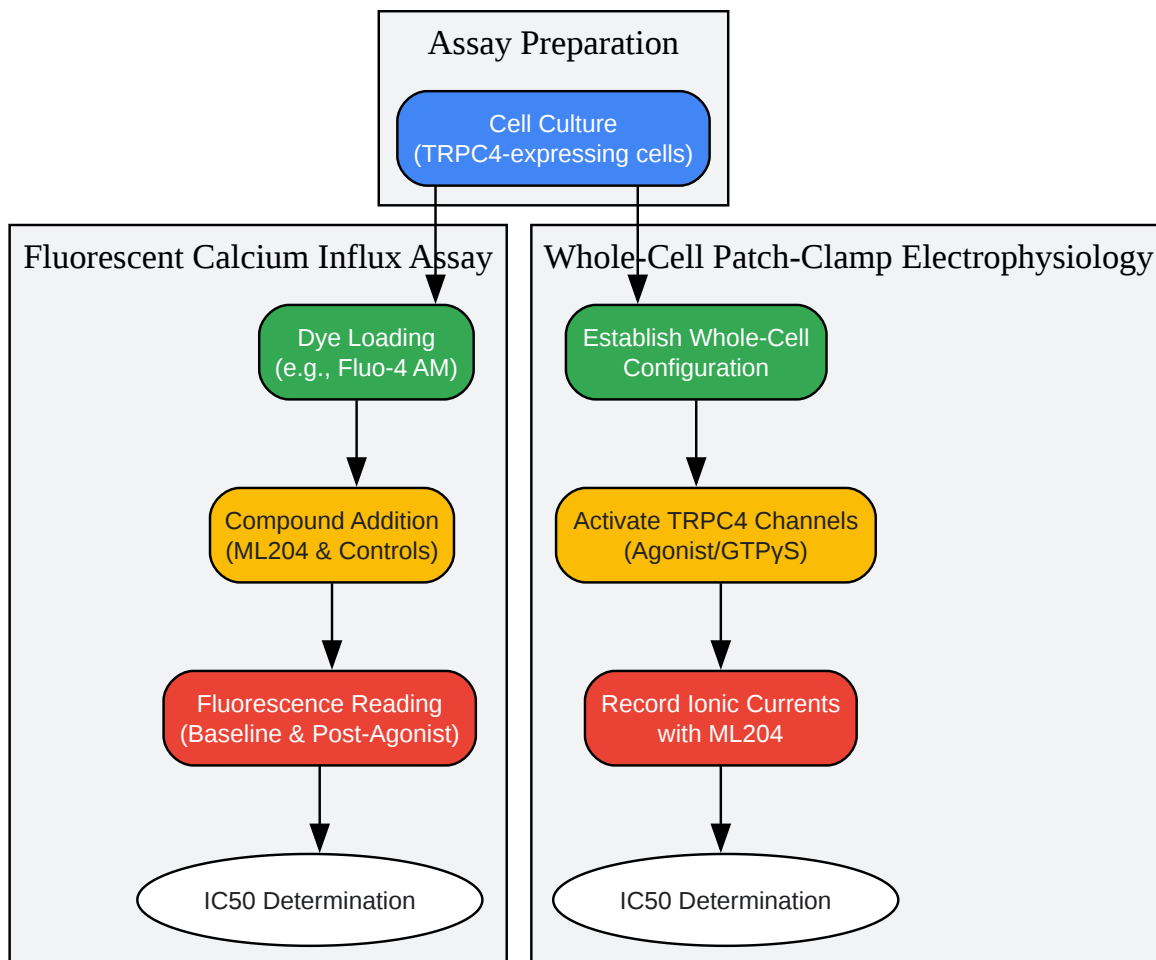 Assay Preparation
Cell Culture
(TRPC4-expressing cells)
Fluorescent Calcium Influx Assay
Dye Loading
(e.g., Fluo-4 AM)
Compound Addition
(ML204 & Controls)
Fluorescence Reading
(Baseline & Post-Agonist)
IC50 Determination
Whole-Cell Patch-Clamp Electrophysiology
Establish Whole-Cell
Configuration
Activate TRPC4 Channels
(Agonist/GTPγS)
Record Ionic Currents
with ML204
IC50 Determination